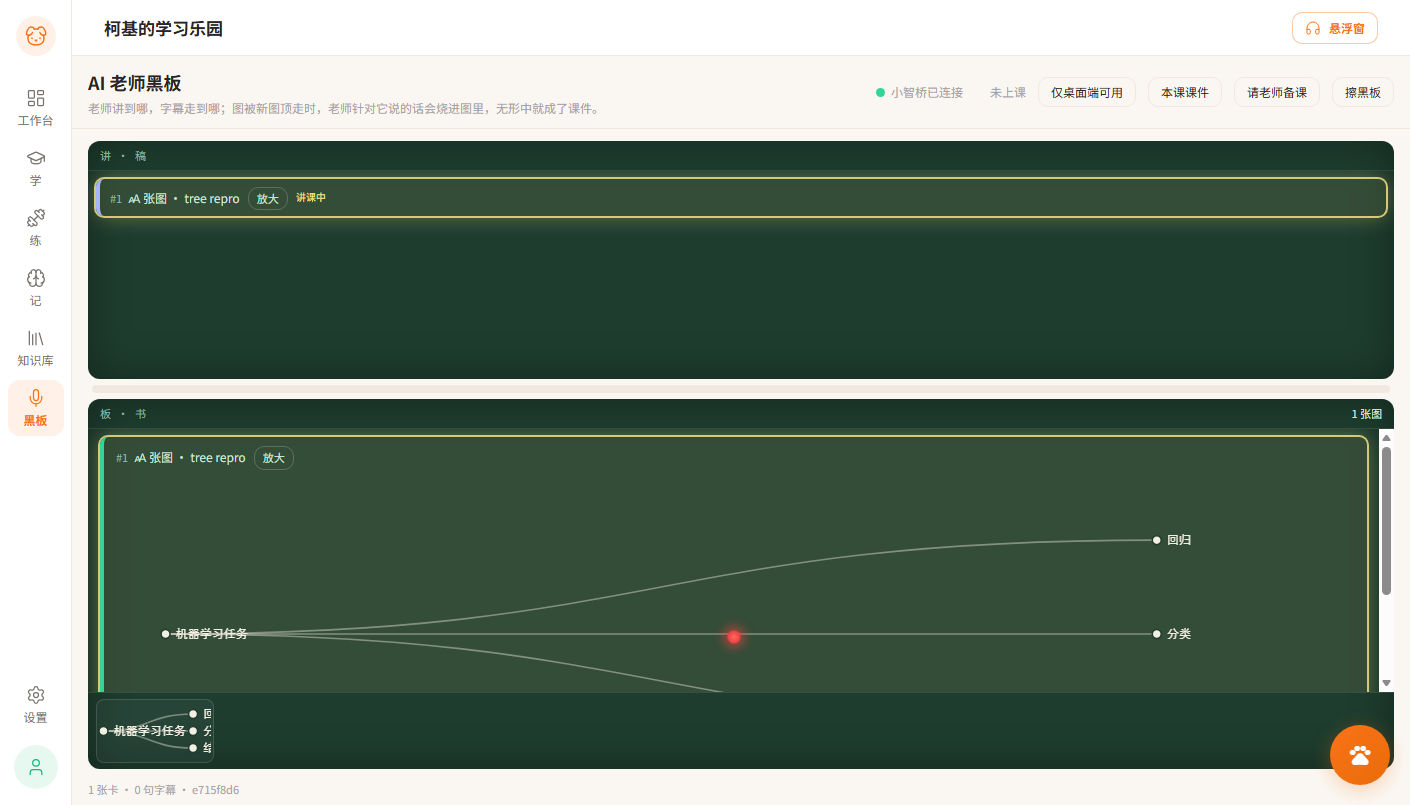 柯基的学习乐园
悬浮窗
工作台
学
练
记
知识库
黑板
设置
AI 老师黑板
老师讲到哪，字幕走到哪；图被新图顶走时，老师针对它说的话会烧进图里，无形中就成了课件。
小智桥已连接
未上课
仅桌面端可用
本课课件
请老师备课
擦黑板
讲 · 稿
#1 AA 张图 · tree repro 放大 讲课中
板 · 书
1 张图
#1 AA 张图 · tree repro 放大
回归
机器学习任务
分类
机器学习任务
1 张卡 · 0 句字幕 · e715f8d6